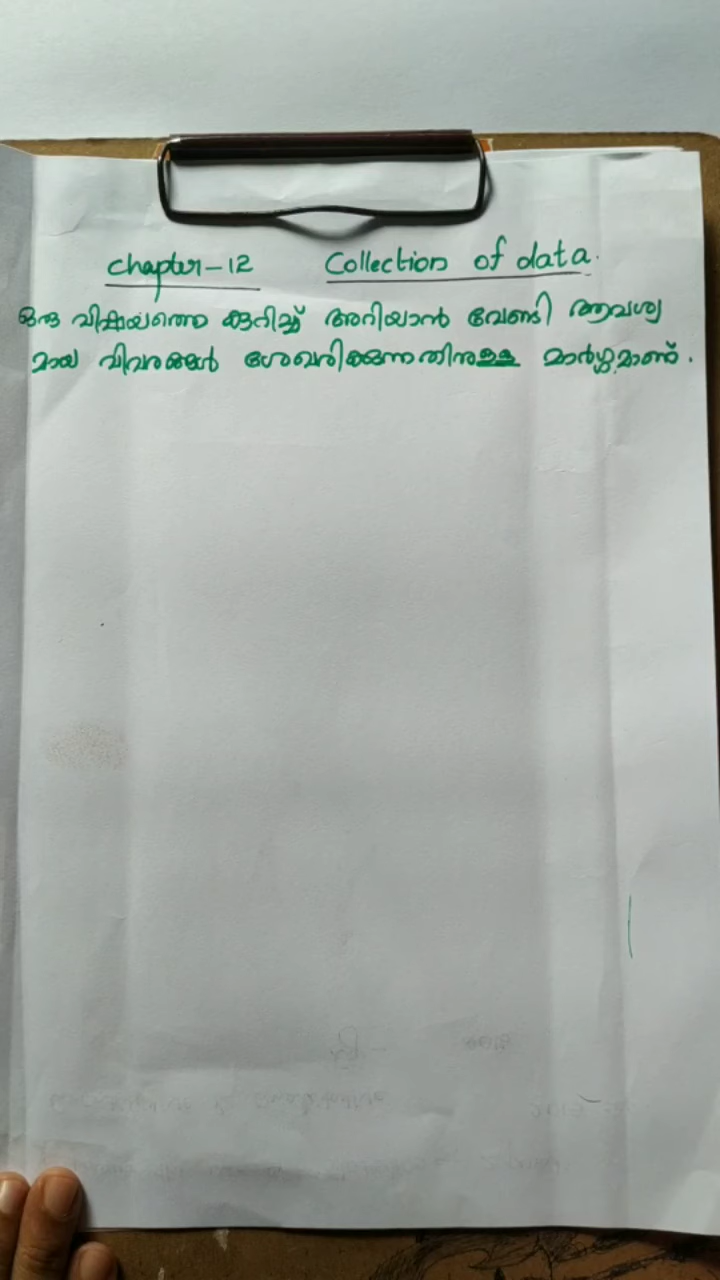 Chapter-12 Collection of data.
ഒരു വിഷയത്തെ കുറിച്ച് അറിയാൻ വേണ്ടി ആവശ്യ
മായ വിവരങ്ങൾ ശേഖരിക്കുന്നതിനുള്ള മാർഗ്ഗമാണ്.